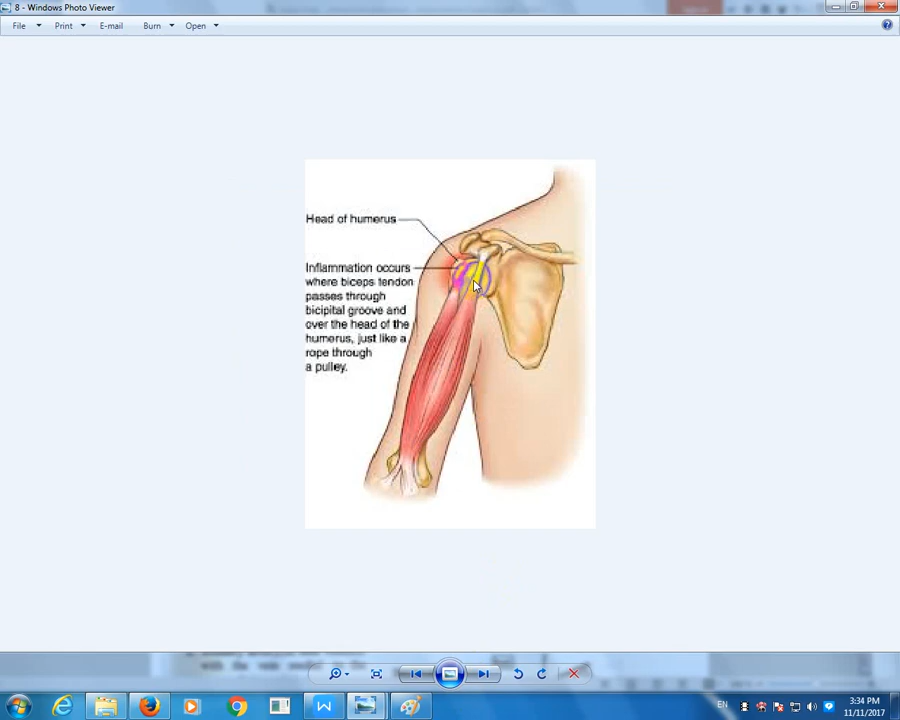 8 - Windows Photo Viewer
File Print E-mail Burn Open
Head of humerus
Inflammation occurs
where biceps tendon
passes through
bicipital groove and
over the head of the
humerus, just like a
rope through
a pulley.
EN
3:34 PM
11/11/2017